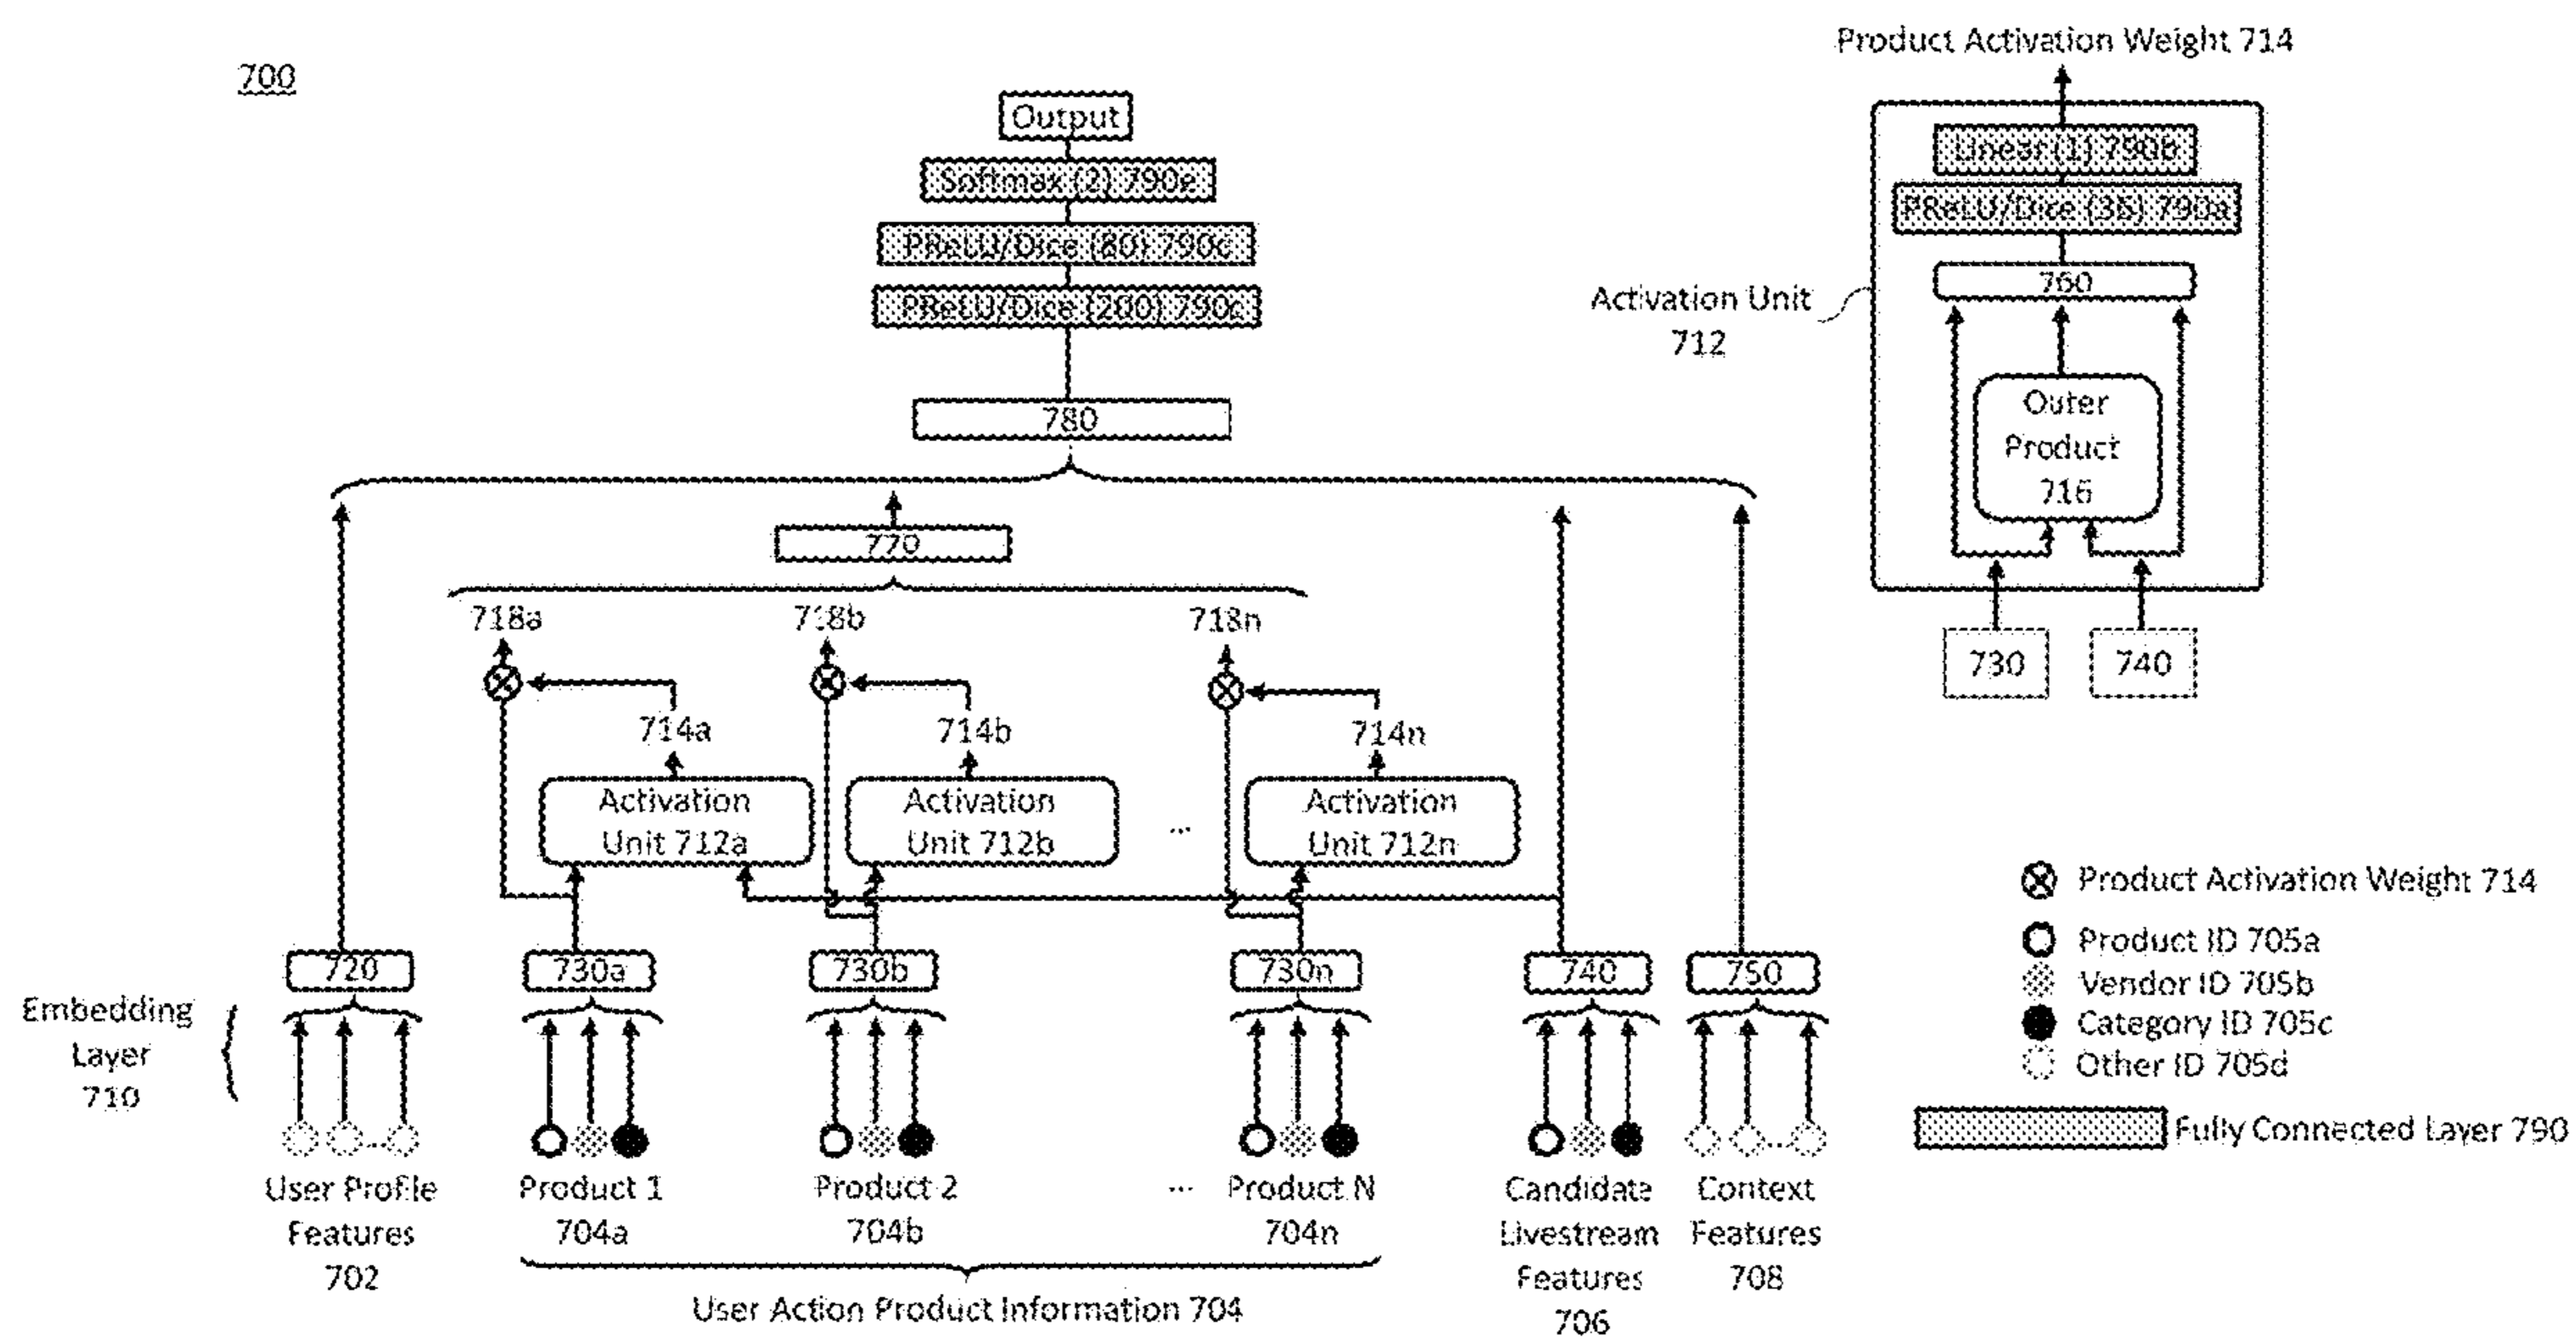 700
Output
Softmax (2) 790e
PReLU/Dice (80) 790c
PReLU/Dice (200) 790c
780
770
718a
718b
718n
714a
714b
714n
Activation
Unit 712a
Activation
Unit 712b
...
Activation
Unit 712n
720
730a
730b
730n
740
750
Embedding
Layer
710
User Profile
Features
702
Product 1
704a
Product 2
704b
...
Product N
704n
Candidate
Livestream
Features
706
Context
Features
708
User Action Product Information 704
Product Activation Weight 714
Linear (1) 790b
PReLU/Dice (36) 790a
760
Activation Unit
712
Outer
Product
716
730
740
Product Activation Weight 714
Product ID 705a
Vendor ID 705b
Category ID 705c
Other ID 705d
Fully Connected Layer 790